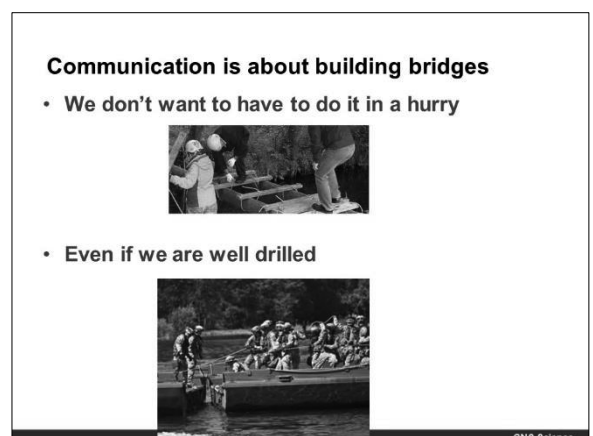 Communication is about building bridges
• We don't want to have to do it in a hurry
• Even if we are well drilled